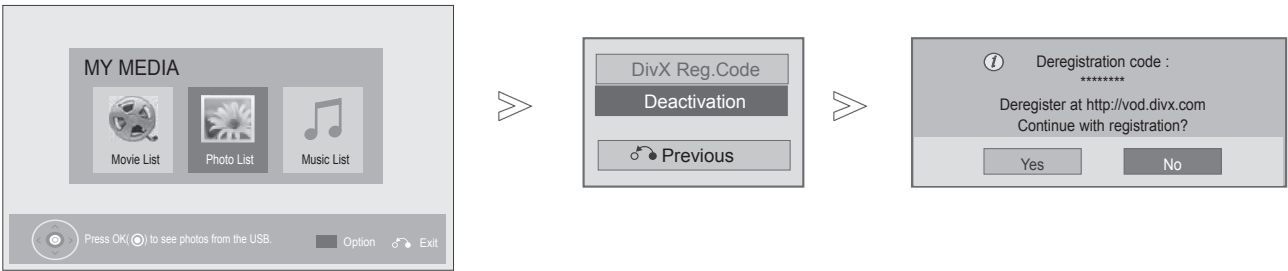 MY MEDIA
Movie List
Photo List
Music List
Press OK(◉) to see photos from the USB.
Option
Exit
DivX Reg.Code
Deactivation
Previous
Deregistration code :
********
Deregister at http://vod.divx.com
Continue with registration?
Yes
No